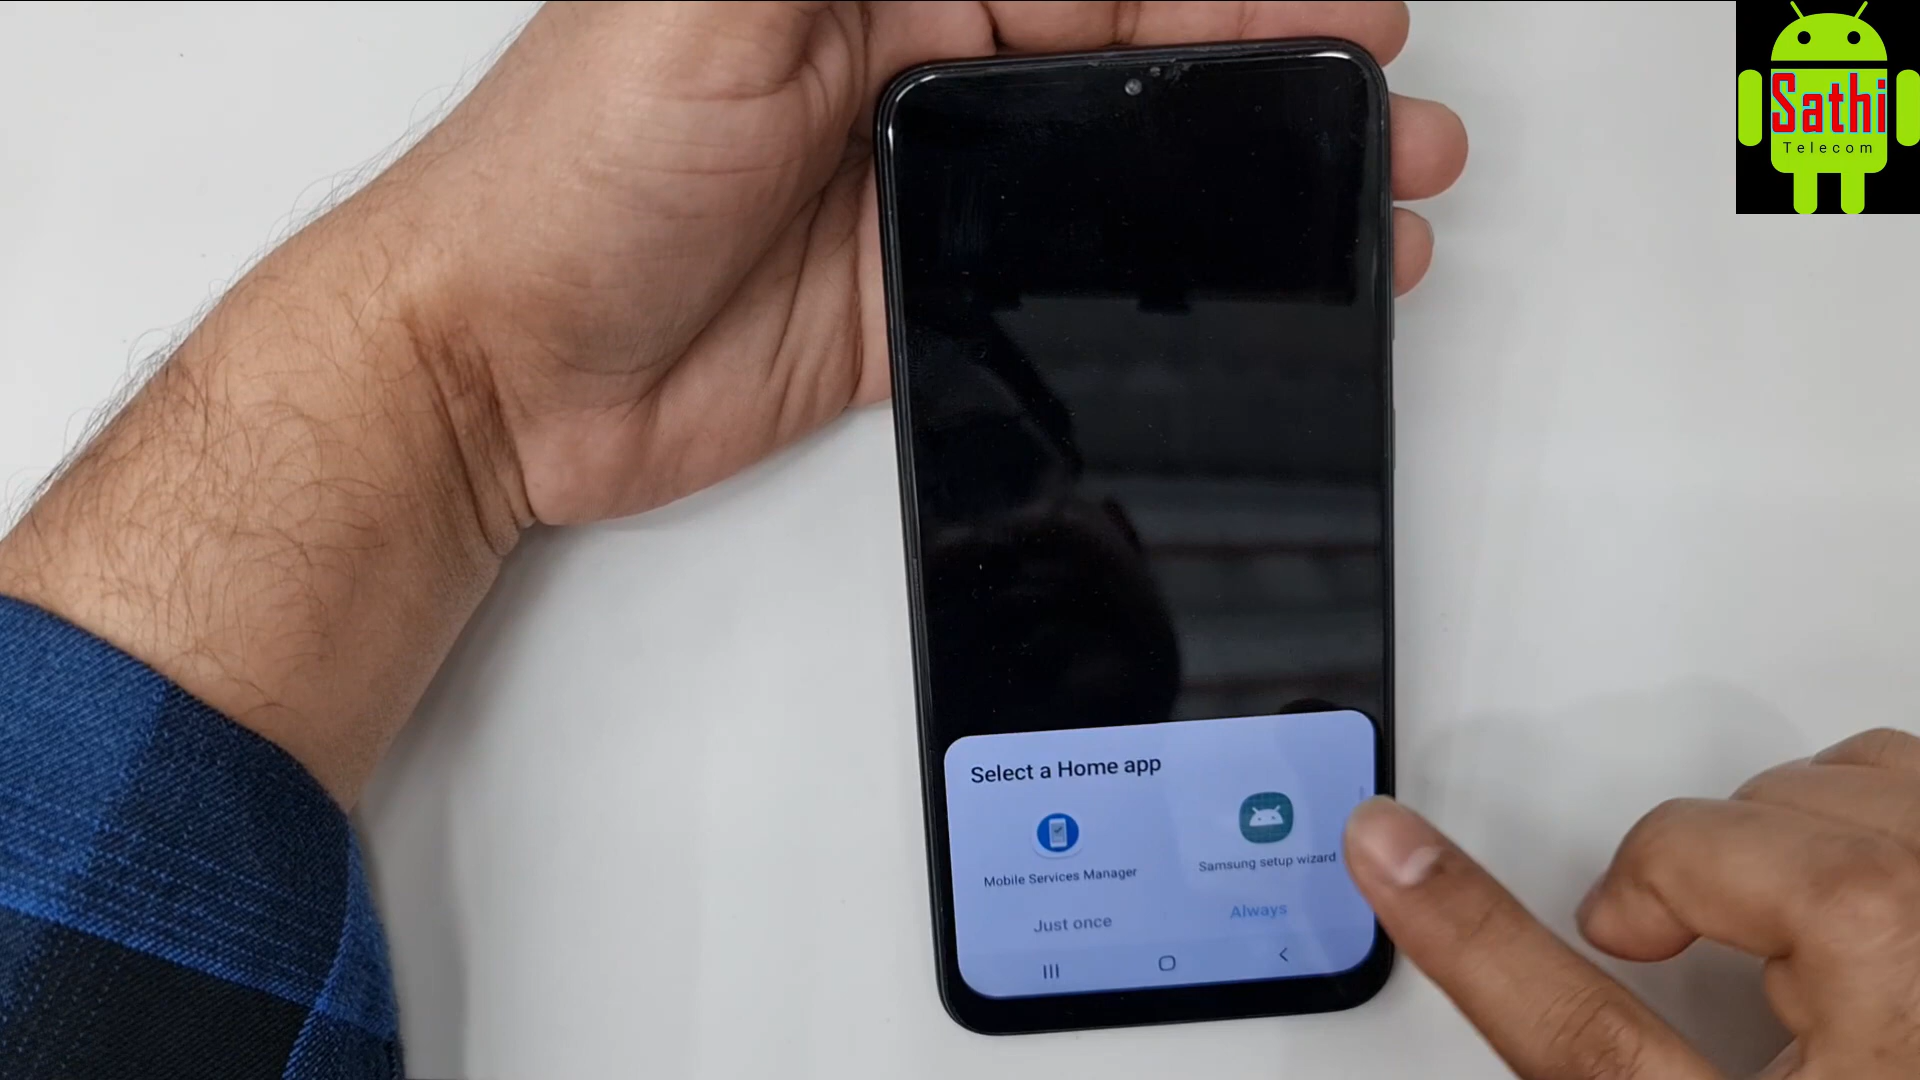 Sathi
Telecom
Select a Home app
Mobile Services Manager
Samsung setup wizard
Just once
Always